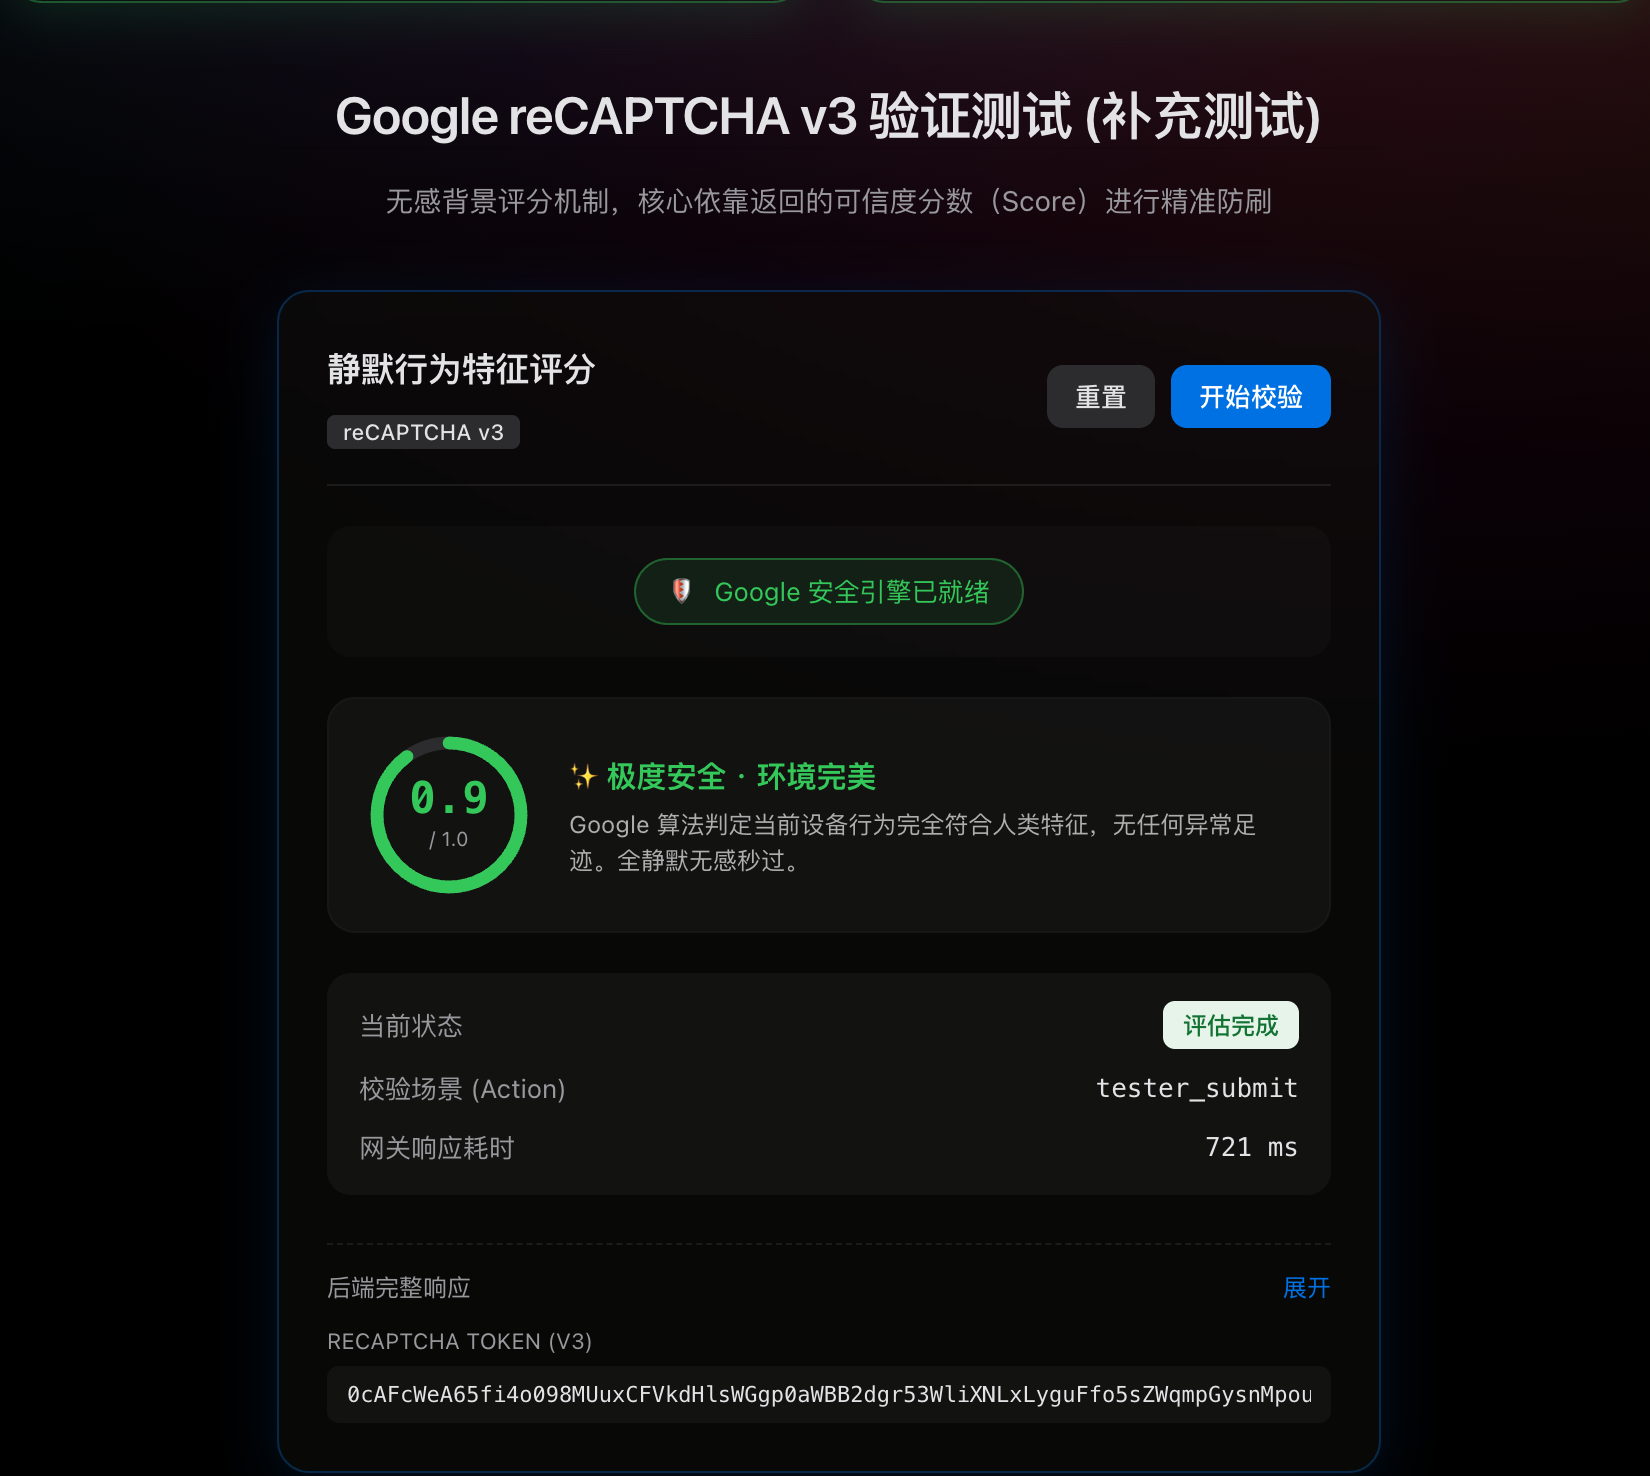 Google reCAPTCHA v3 验证测试 (补充测试)
无感背景评分机制，核心依靠返回的可信度分数（Score）进行精准防刷
静默行为特征评分
reCAPTCHA v3
重置
开始校验
Google 安全引擎已就绪
0.9
/ 1.0
✨ 极度安全 · 环境完美
Google 算法判定当前设备行为完全符合人类特征，无任何异常足
迹。全静默无感秒过。
当前状态
评估完成
校验场景 (Action)
tester_submit
网关响应耗时
721 ms
后端完整响应
展开
RECAPTCHA TOKEN (V3)
0cAFcWeA65fi4o098MUuxCFVkdHlsWGgp0aWBB2dgr53WliXNLxLyguFfo5sZWqmpGysnMpou